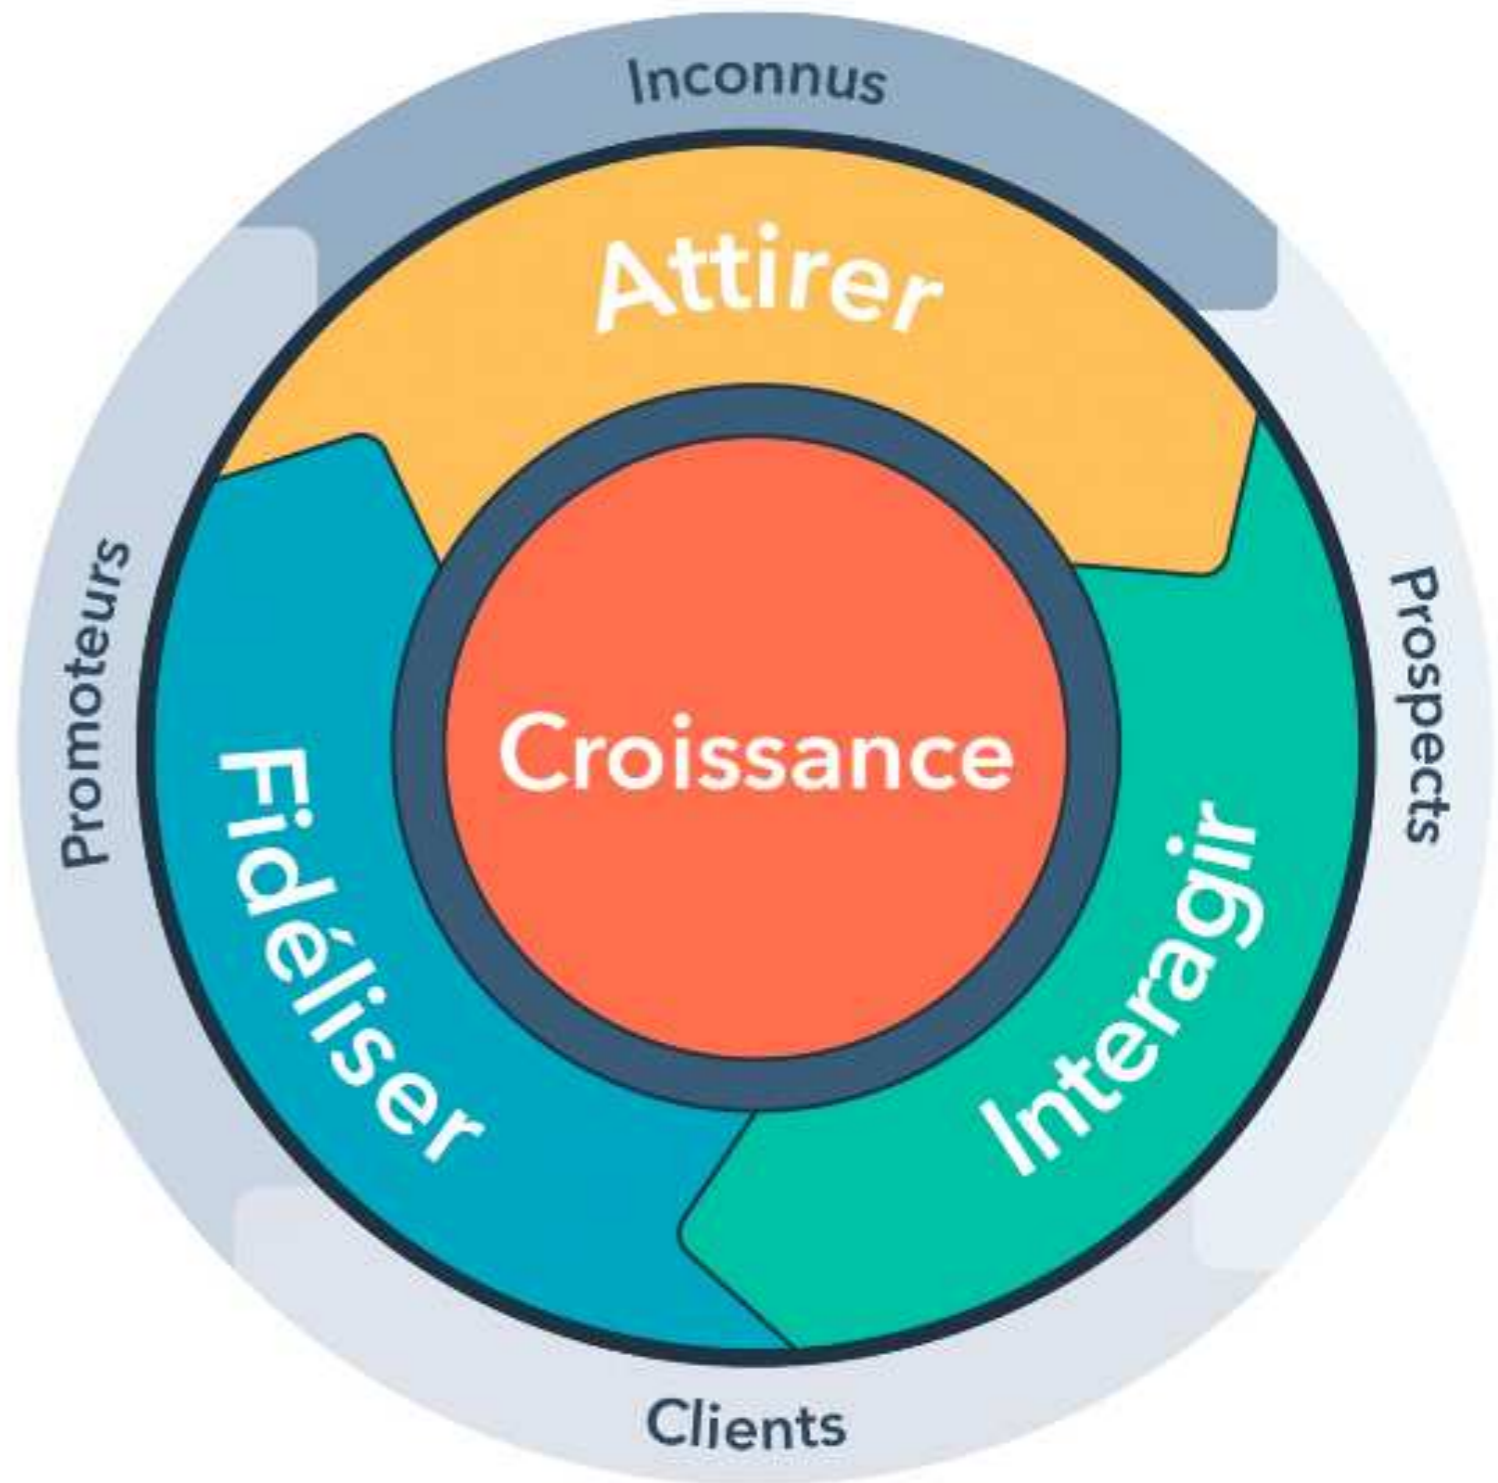 Inconnus
Attirer
Promoteurs
Prospects
Croissance
Fidéliser
Interagir
Clients